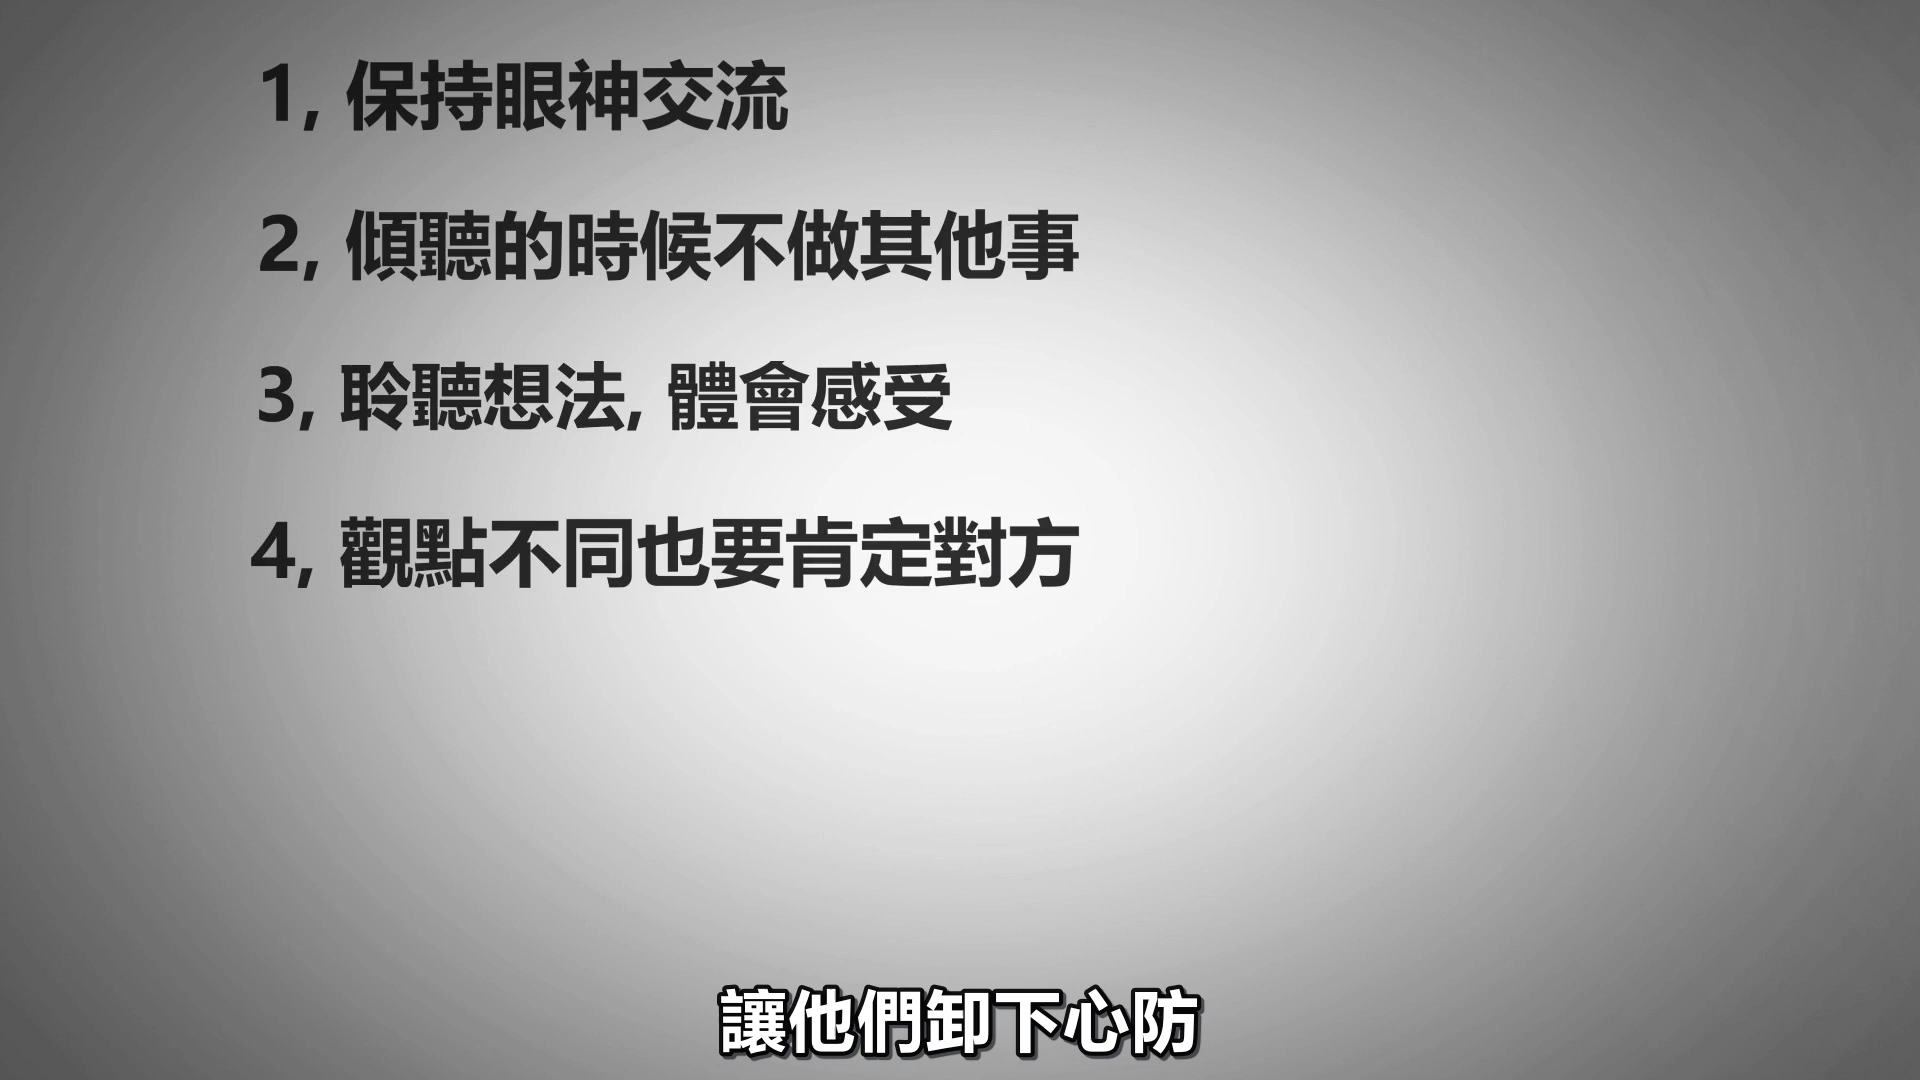 1, 保持眼神交流
2, 傾聽的時候不做其他事
3, 聆聽想法, 體會感受
4, 觀點不同也要肯定對方
讓他們卸下心防